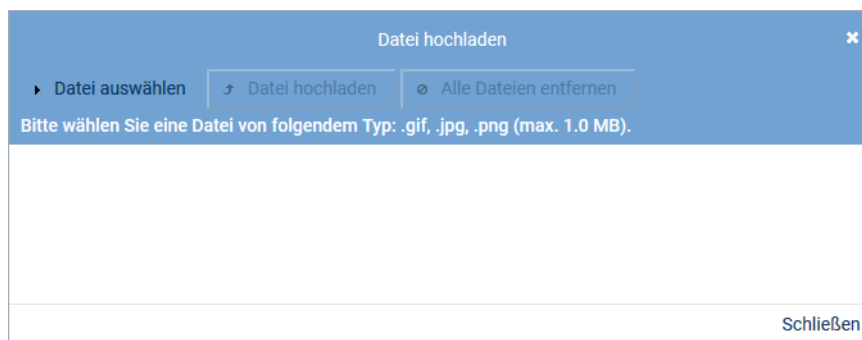 Datei hochladen
Datei auswählen Datei hochladen Alle Dateien entfernen
Bitte wählen Sie eine Datei von folgendem Typ: .gif, .jpg, .png (max. 1.0 MB).
Schließen